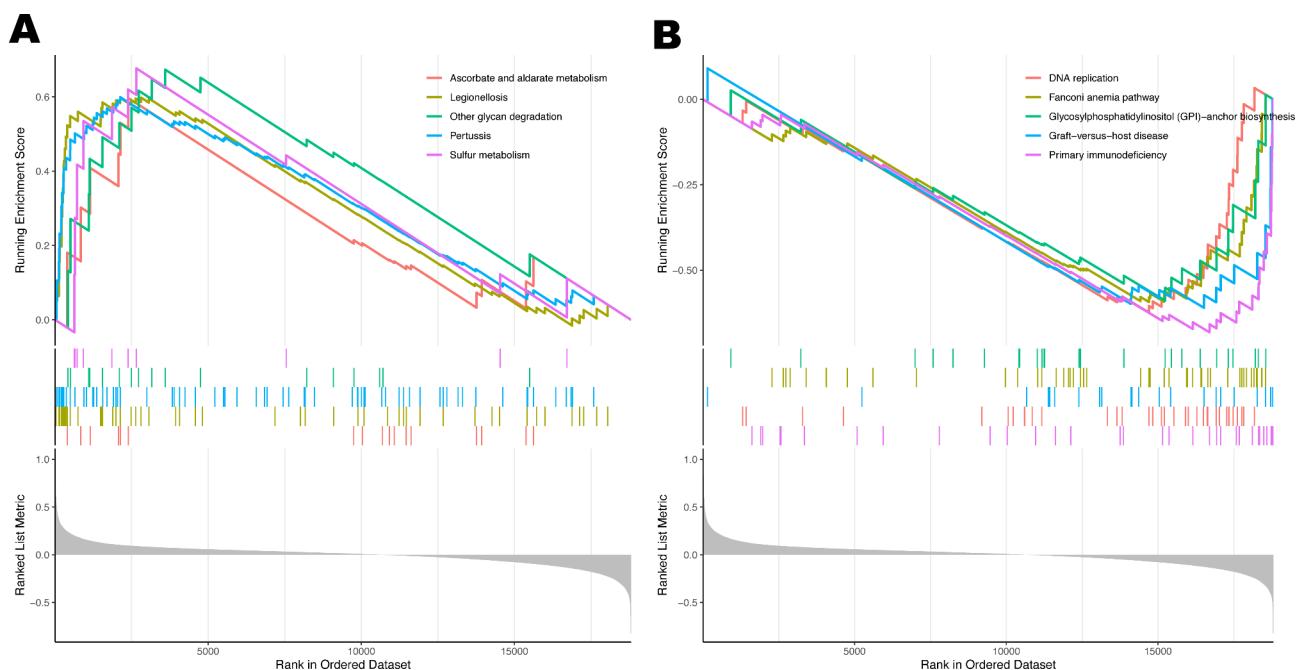 A
Running Enrichment Score
0.6
0.4
0.2
0.0
Ascorbate and aldarate metabolism
Legionellosis
Other glycan degradation
Pertussis
Sulfur metabolism
Ranked List Metric
1.0
0.5
0.0
−0.5
5000 10000 15000
Rank in Ordered Dataset
B
Running Enrichment Score
0.00
−0.25
−0.50
DNA replication
Fanconi anemia pathway
Glycosylphosphatidylinositol (GPI)−anchor biosynthesis
Graft−versus−host disease
Primary immunodeficiency
Ranked List Metric
1.0
0.5
0.0
−0.5
5000 10000 15000
Rank in Ordered Dataset